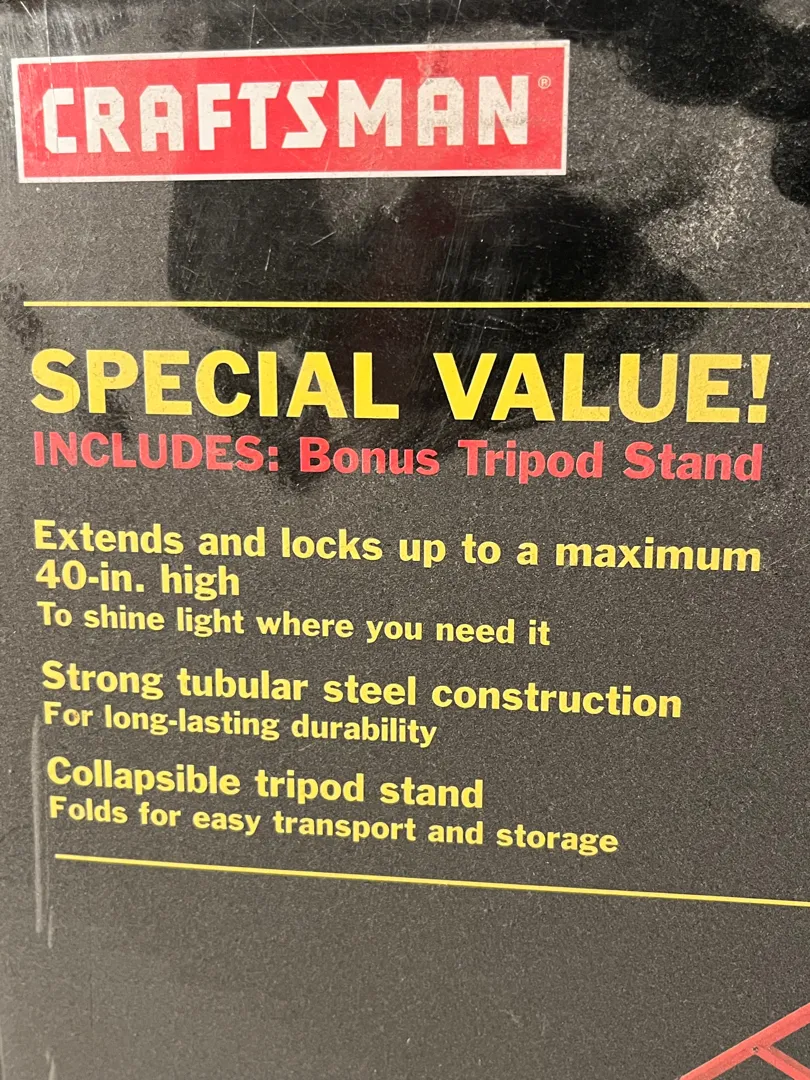 CRAFTSMAN®
SPECIAL VALUE!
INCLUDES: Bonus Tripod Stand
Extends and locks up to a maximum
40-in. high
To shine light where you need it
Strong tubular steel construction
For long-lasting durability
Collapsible tripod stand
Folds for easy transport and storage